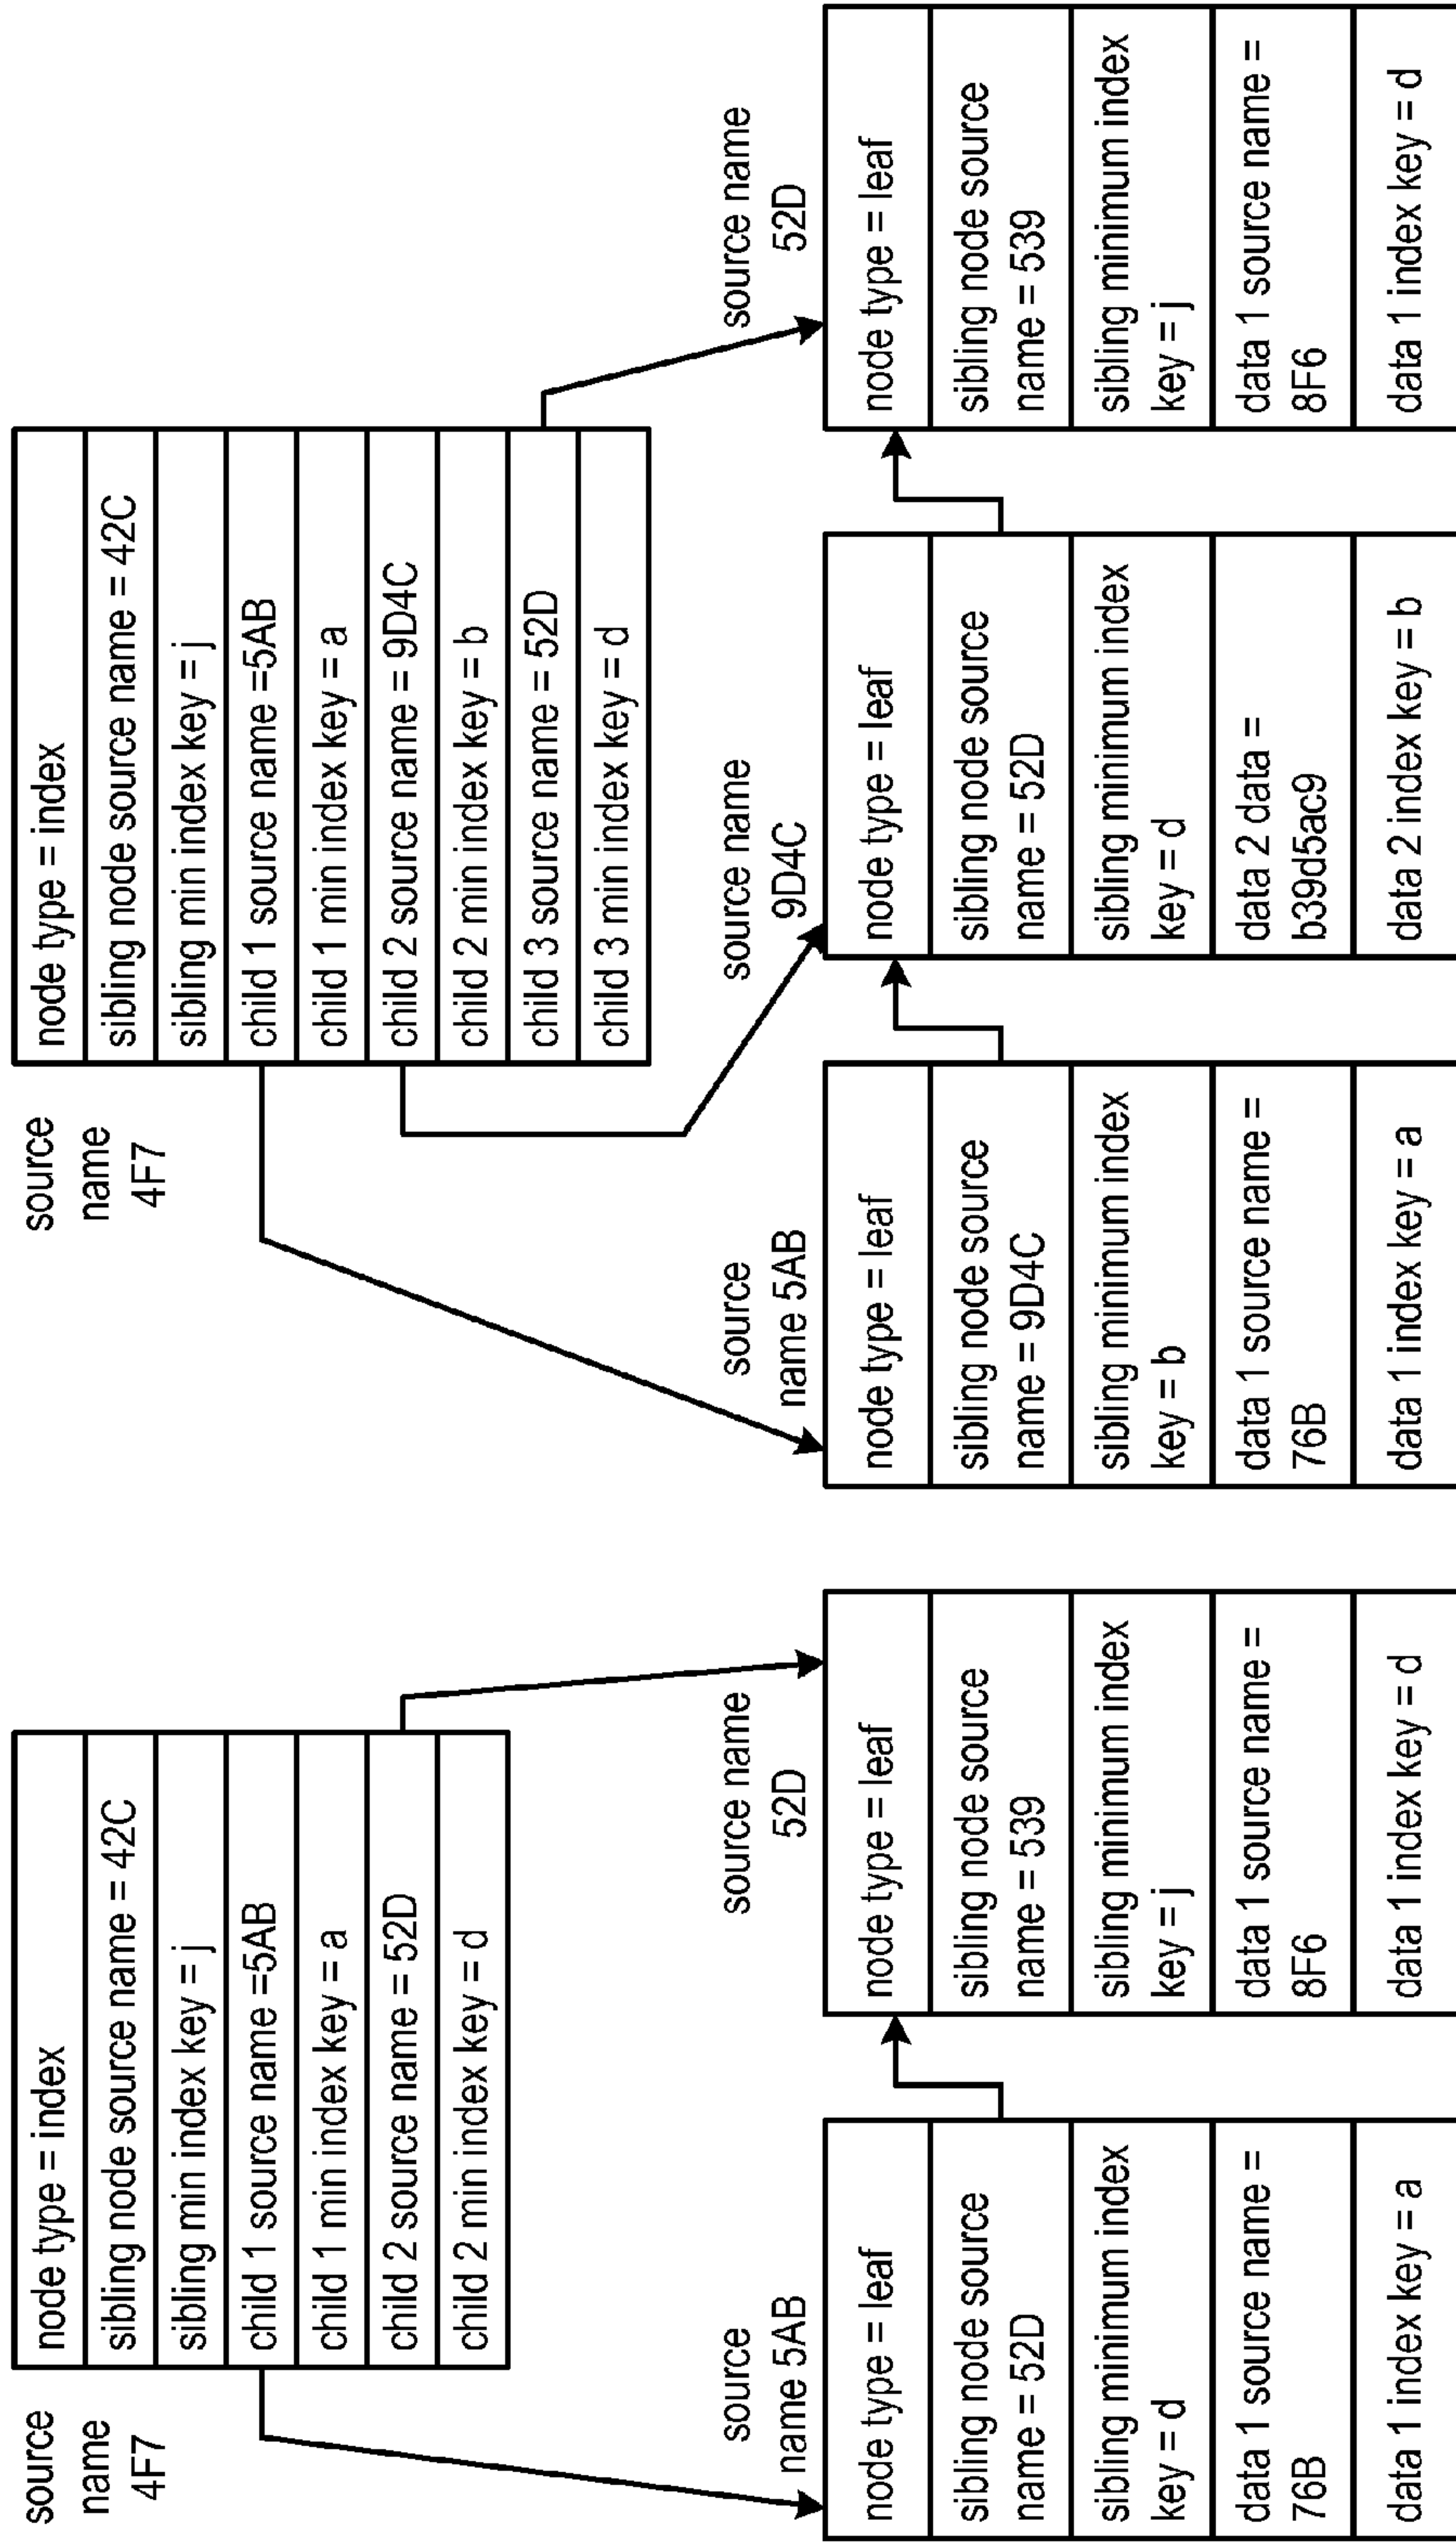 source
name
4F7
node type = index
sibling node source name = 42C
sibling min index key = j
child 1 source name =5AB
child 1 min index key = a
child 2 source name = 52D
child 2 min index key = d
source
name 5AB
node type = leaf
sibling node source
name = 52D
sibling minimum index
key = d
data 1 source name =
76B
data 1 index key = a
source name
52D
node type = leaf
sibling node source
name = 539
sibling minimum index
key = j
data 1 source name =
8F6
data 1 index key = d
source
name
4F7
node type = index
sibling node source name = 42C
sibling min index key = j
child 1 source name =5AB
child 1 min index key = a
child 2 source name = 9D4C
child 2 min index key = b
child 3 source name = 52D
child 3 min index key = d
source
name 5AB
node type = leaf
sibling node source
name = 9D4C
sibling minimum index
key = b
data 1 source name =
76B
data 1 index key = a
source name
9D4C
node type = leaf
sibling node source
name = 52D
sibling minimum index
key = d
data 2 data =
b39d5ac9
data 2 index key = b
source name
52D
node type = leaf
sibling node source
name = 539
sibling minimum index
key = j
data 1 source name =
8F6
data 1 index key = d